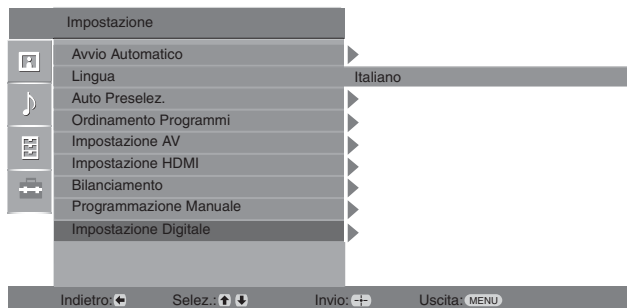 Impostazione
Avvio Automatico
Lingua Italiano
Auto Preselez.
Ordinamento Programmi
Impostazione AV
Impostazione HDMI
Bilanciamento
Programmazione Manuale
Impostazione Digitale
Indietro: Selez.: Invio: Uscita: MENU